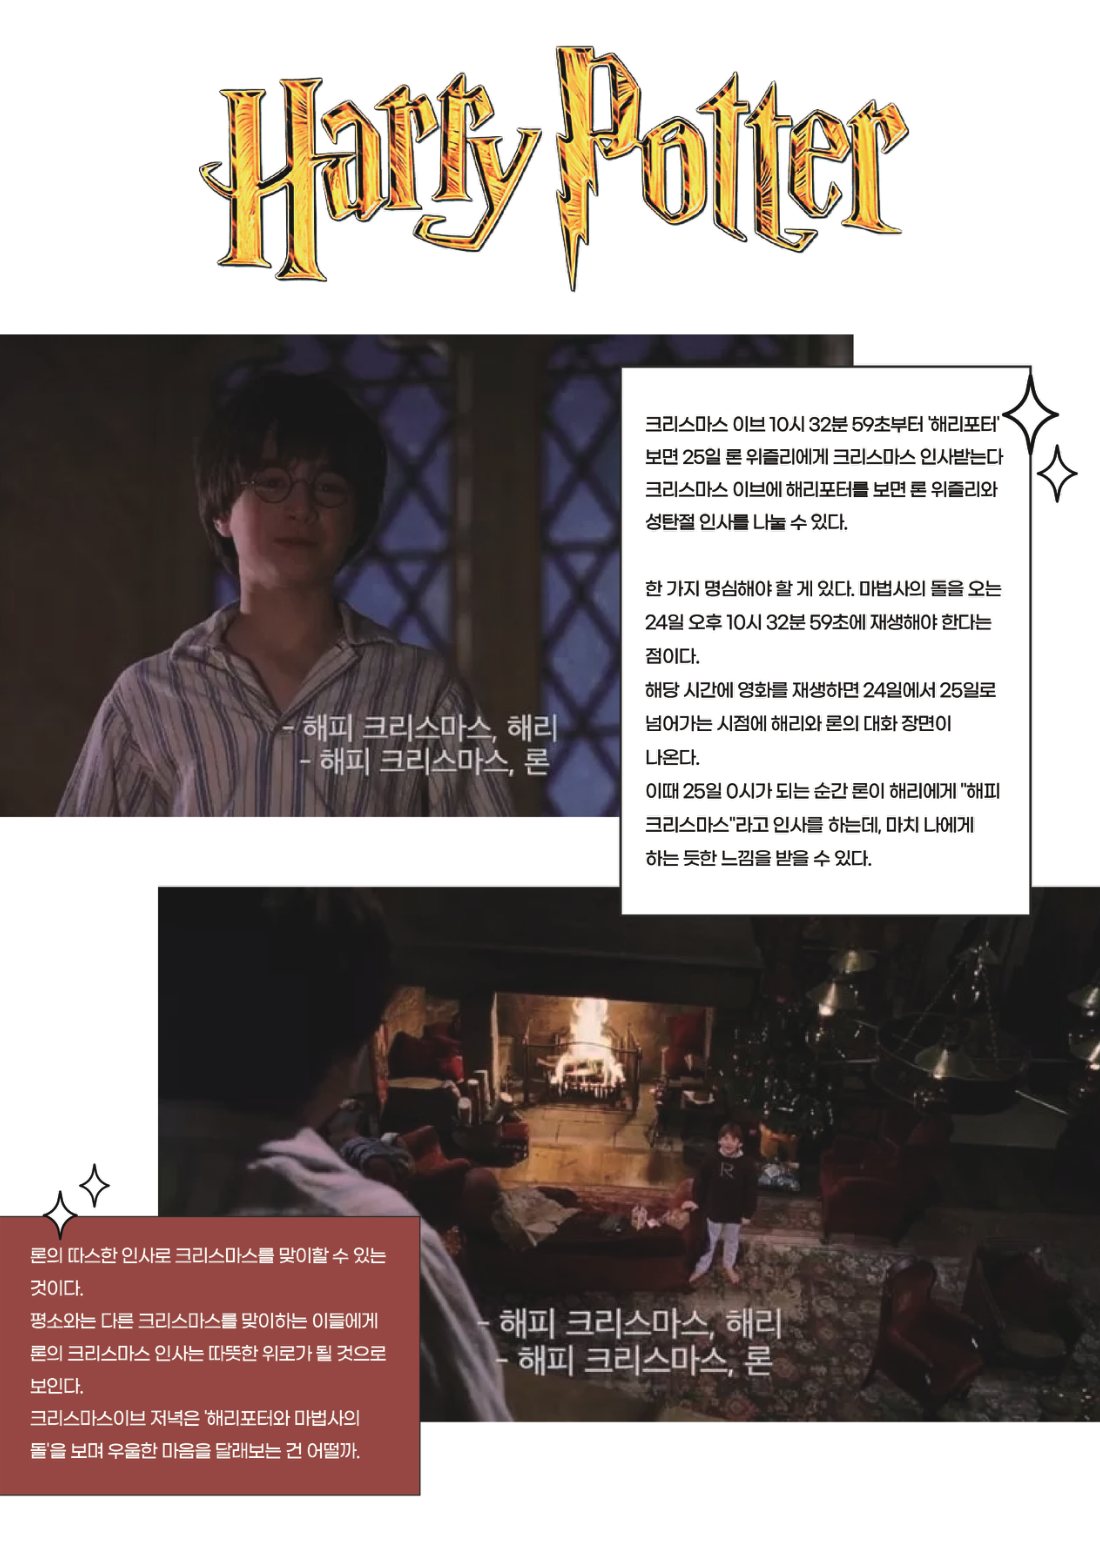 Harry Potter
크리스마스 이브 10시 32분 59초부터 '해리포터'
보면 25일 론 위즐리에게 크리스마스 인사받는다
크리스마스 이브에 해리포터를 보면 론 위즐리와
성탄절 인사를 나눌 수 있다.
한 가지 명심해야 할 게 있다. 마법사의 돌을 오는
24일 오후 10시 32분 59초에 재생해야 한다는
점이다.
해당 시간에 영화를 재생하면 24일에서 25일로
넘어가는 시점에 해리와 론의 대화 장면이
나온다.
이때 25일 0시가 되는 순간 론이 해리에게 "해피
크리스마스"라고 인사를 하는데, 마치 나에게
하는 듯한 느낌을 받을 수 있다.
- 해피 크리스마스, 해리
- 해피 크리스마스, 론
R
- 해피 크리스마스, 해리
- 해피 크리스마스, 론
론의 따스한 인사로 크리스마스를 맞이할 수 있는
것이다.
평소와는 다른 크리스마스를 맞이하는 이들에게
론의 크리스마스 인사는 따뜻한 위로가 될 것으로
보인다.
크리스마스이브 저녁은 '해리포터와 마법사의
돌'을 보며 우울한 마음을 달래보는 건 어떨까.